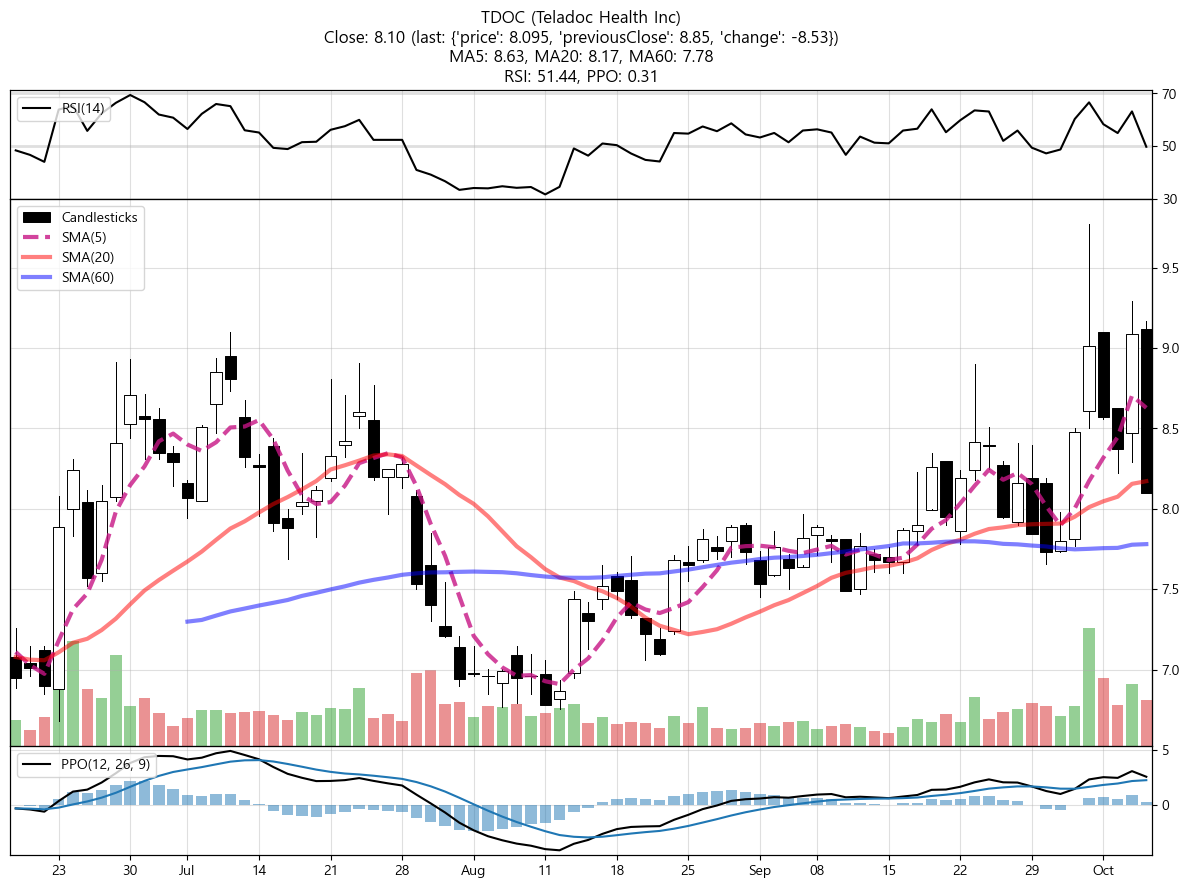 TDOC (Teladoc Health Inc)
Close: 8.10 (last: {'price': 8.095, 'previousClose': 8.85, 'change': -8.53})
MA5: 8.63, MA20: 8.17, MA60: 7.78
RSI: 51.44, PPO: 0.31
RSI(14)
70
50
30
Candlesticks
SMA(5)
SMA(20)
SMA(60)
9.5
9.0
8.5
8.0
7.5
7.0
PPO(12, 26, 9)
5
0
23 30 Jul 14 21 28 Aug 11 18 25 Sep 08 15 22 29 Oct